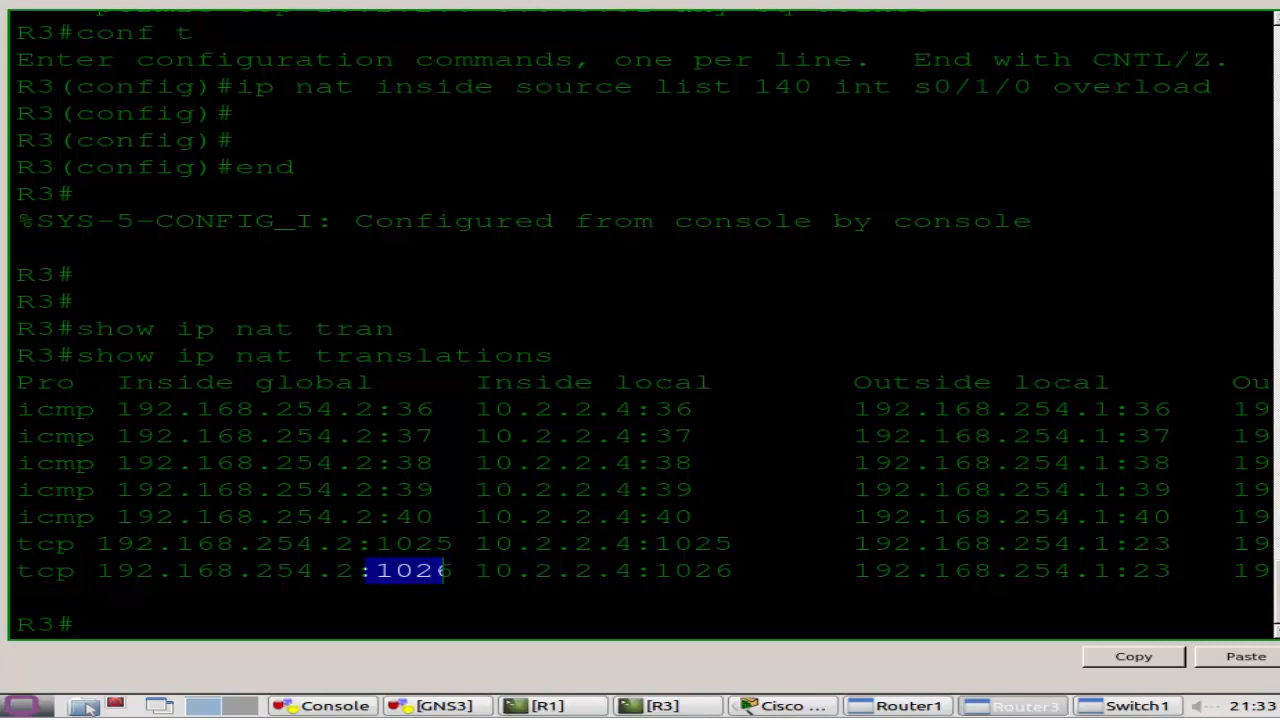 R3#conf t
Enter configuration commands, one per line.  End with CNTL/Z.
R3(config)#ip nat inside source list 140 int s0/1/0 overload
R3(config)#
R3(config)#
R3(config)#end
R3#
%SYS-5-CONFIG_I: Configured from console by console
R3#
R3#
R3#show ip nat tran
R3#show ip nat translations
Pro  Inside global     Inside local       Outside local      Ou
icmp 192.168.254.2:36  10.2.2.4:36        192.168.254.1:36   19
icmp 192.168.254.2:37  10.2.2.4:37        192.168.254.1:37   19
icmp 192.168.254.2:38  10.2.2.4:38        192.168.254.1:38   19
icmp 192.168.254.2:39  10.2.2.4:39        192.168.254.1:39   19
icmp 192.168.254.2:40  10.2.2.4:40        192.168.254.1:40   19
tcp 192.168.254.2:1025 10.2.2.4:1025      192.168.254.1:23   19
tcp 192.168.254.2:1026 10.2.2.4:1026      192.168.254.1:23   19
R3#
Copy Paste
Console [GNS3] [R1] [R3] Cisco ... Router1 Router3 Switch1 21:33